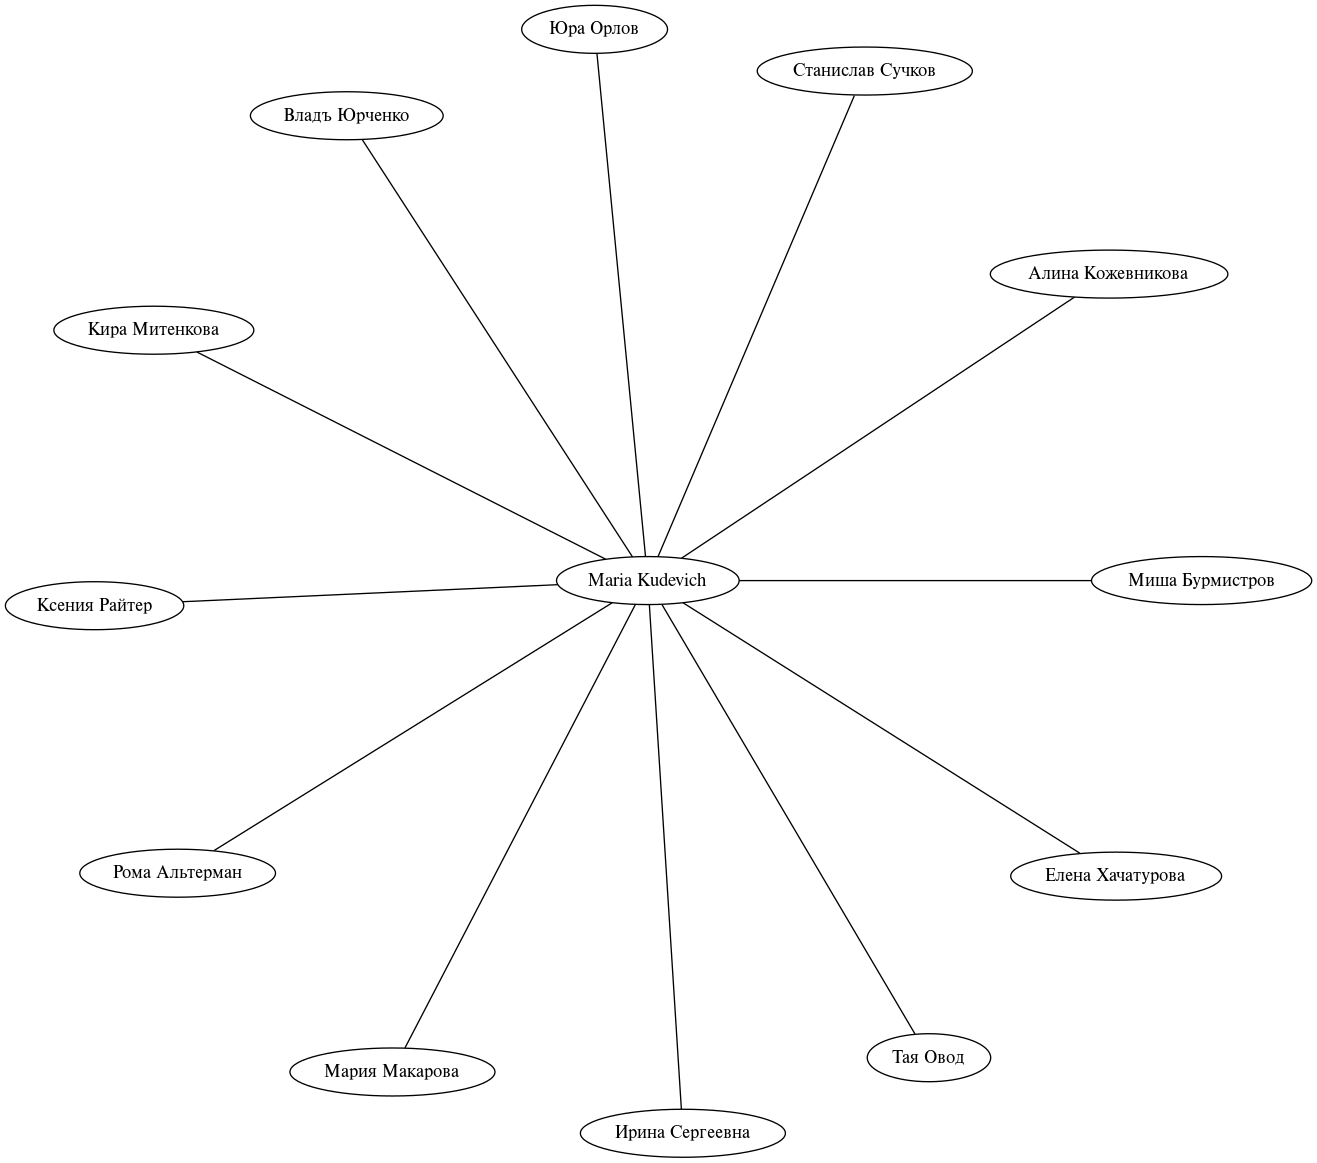 Юра Орлов
Станислав Сучков
Владъ Юрченко
Алина Кожевникова
Кира Митенкова
Maria Kudevich
Миша Бурмистров
Ксения Райтер
Рома Альтерман
Елена Хачатурова
Тая Овод
Мария Макарова
Ирина Сергеевна